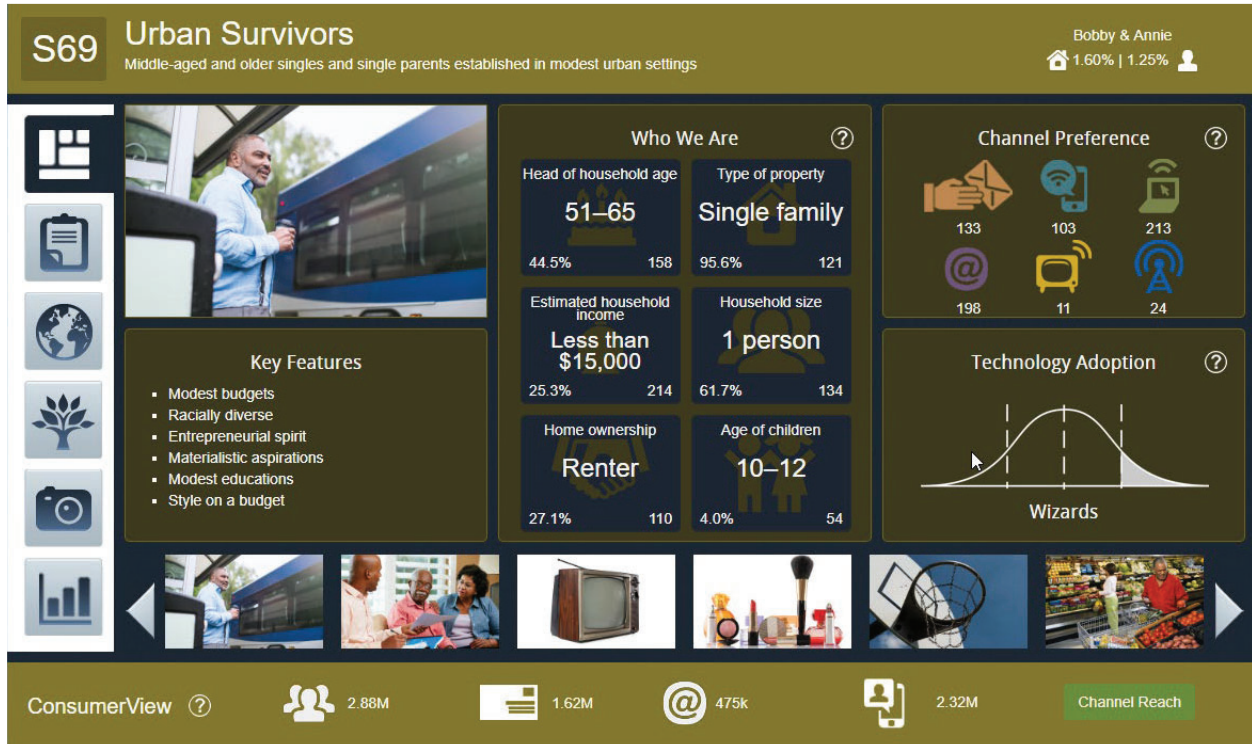 S69
Urban Survivors
Middle-aged and older singles and single parents established in modest urban settings
Bobby & Annie
1.60% | 1.25%
Who We Are
?
Head of household age
51–65
44.5% 158
Type of property
Single family
95.6% 121
Estimated household
income
Less than
$15,000
25.3% 214
Household size
1 person
61.7% 134
Home ownership
Renter
27.1% 110
Age of children
10–12
4.0% 54
Key Features
▪ Modest budgets
▪ Racially diverse
▪ Entrepreneurial spirit
▪ Materialistic aspirations
▪ Modest educations
▪ Style on a budget
Channel Preference
?
133 103 213
@
198 11 24
Technology Adoption
?
Wizards
ConsumerView ?
2.88M
1.62M
@ 475k
2.32M
Channel Reach